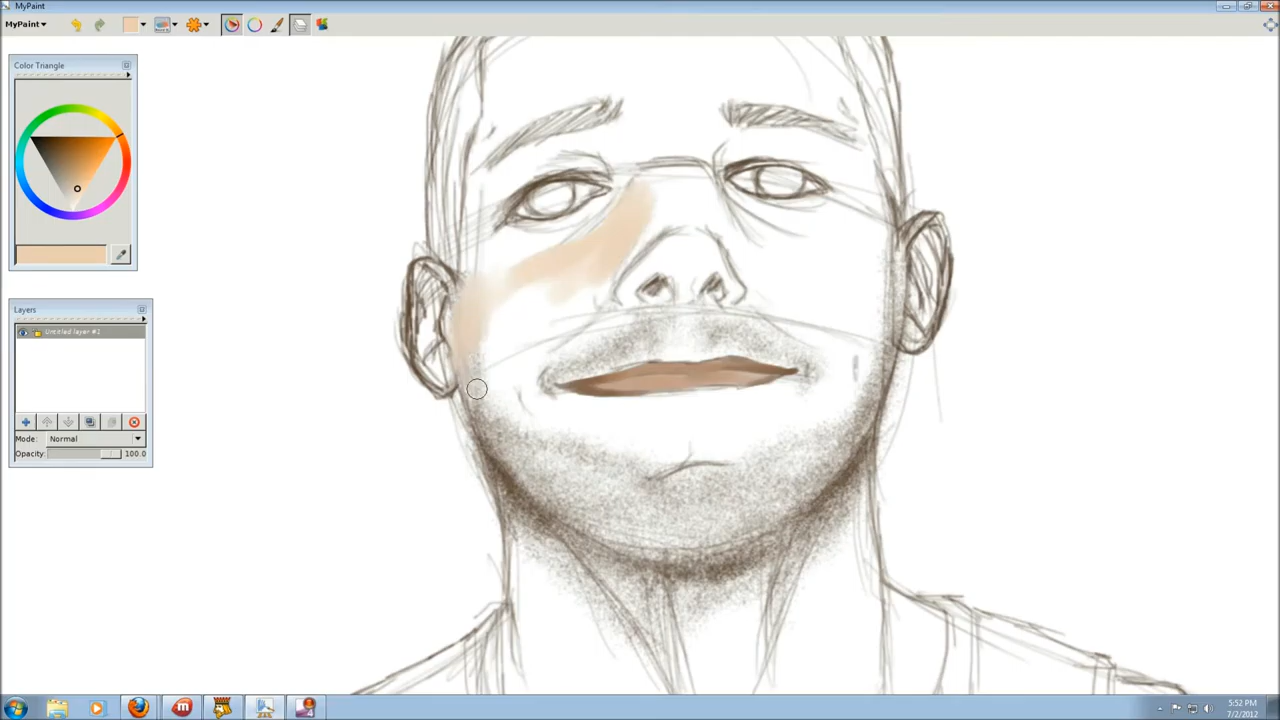 MyPaint
MyPaint
Color Triangle
Layers
Untitled layer #1
Mode: Normal
Opacity: 100.0
5:52 PM
7/2/2012